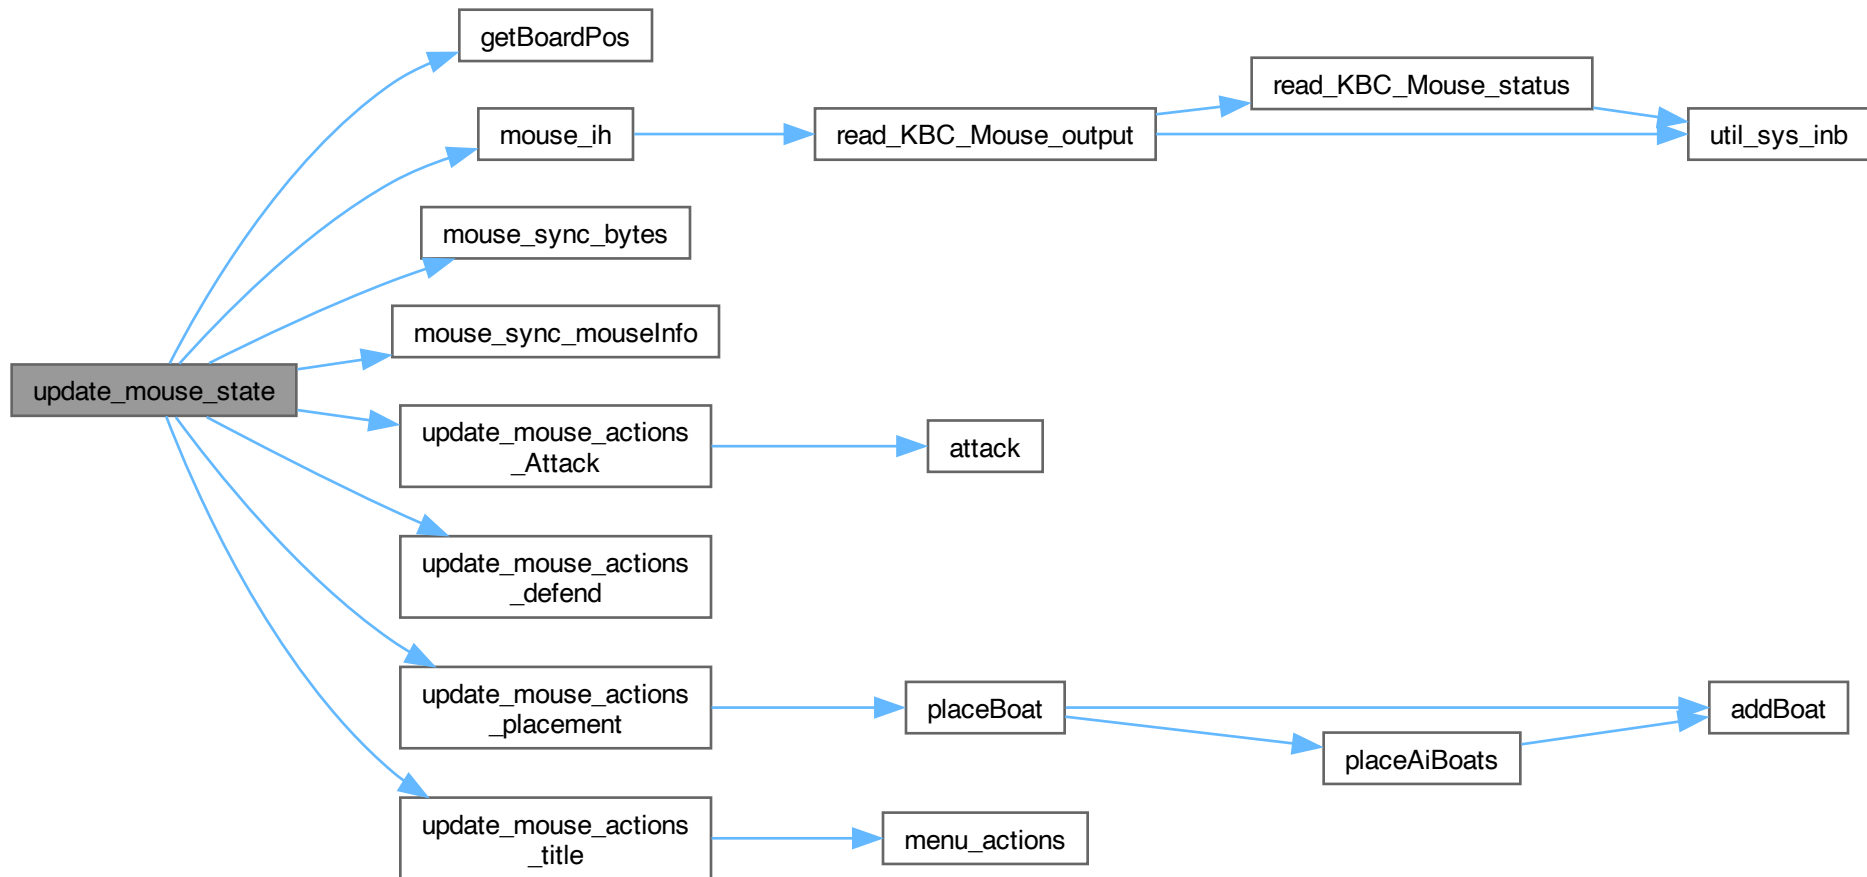 getBoardPos
read_KBC_Mouse_status
mouse_ih
read_KBC_Mouse_output
util_sys_inb
mouse_sync_bytes
mouse_sync_mouseInfo
update_mouse_state
update_mouse_actions
_Attack
attack
update_mouse_actions
_defend
update_mouse_actions
_placement
placeBoat
addBoat
placeAiBoats
update_mouse_actions
_title
menu_actions